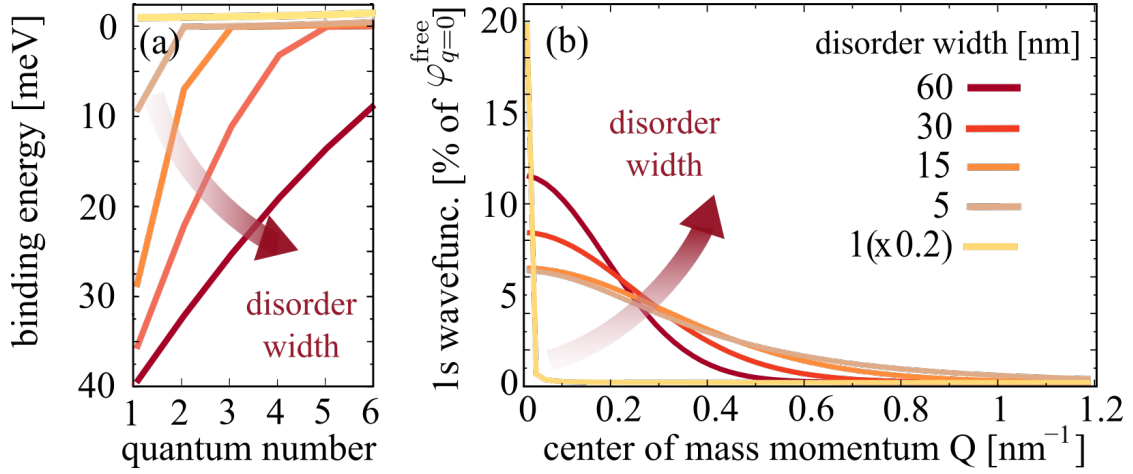 (a)
binding energy [meV]
0
10
20
30
40
disorder
width
1 2 3 4 5 6
quantum number
(b)
1s wavefunc. [% of φ_{q=0}^{free}]
20
15
10
5
0
disorder
width
disorder width [nm]
60
30
15
5
1(x0.2)
0 0.2 0.4 0.6 0.8 1 1.2
center of mass momentum Q [nm⁻¹]